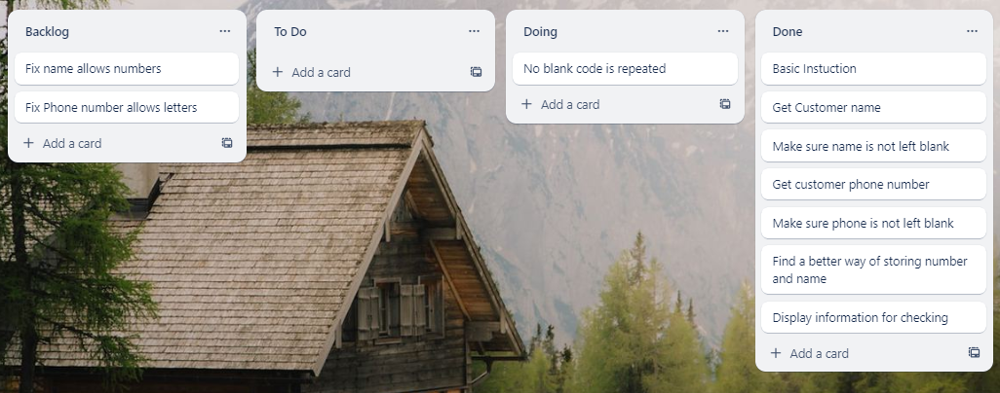 Backlog
Fix name allows numbers
Fix Phone number allows letters
Add a card
To Do
Add a card
Doing
No blank code is repeated
Add a card
Done
Basic Instuction
Get Customer name
Make sure name is not left blank
Get customer phone number
Make sure phone is not left blank
Find a better way of storing number
and name
Display information for checking
Add a card